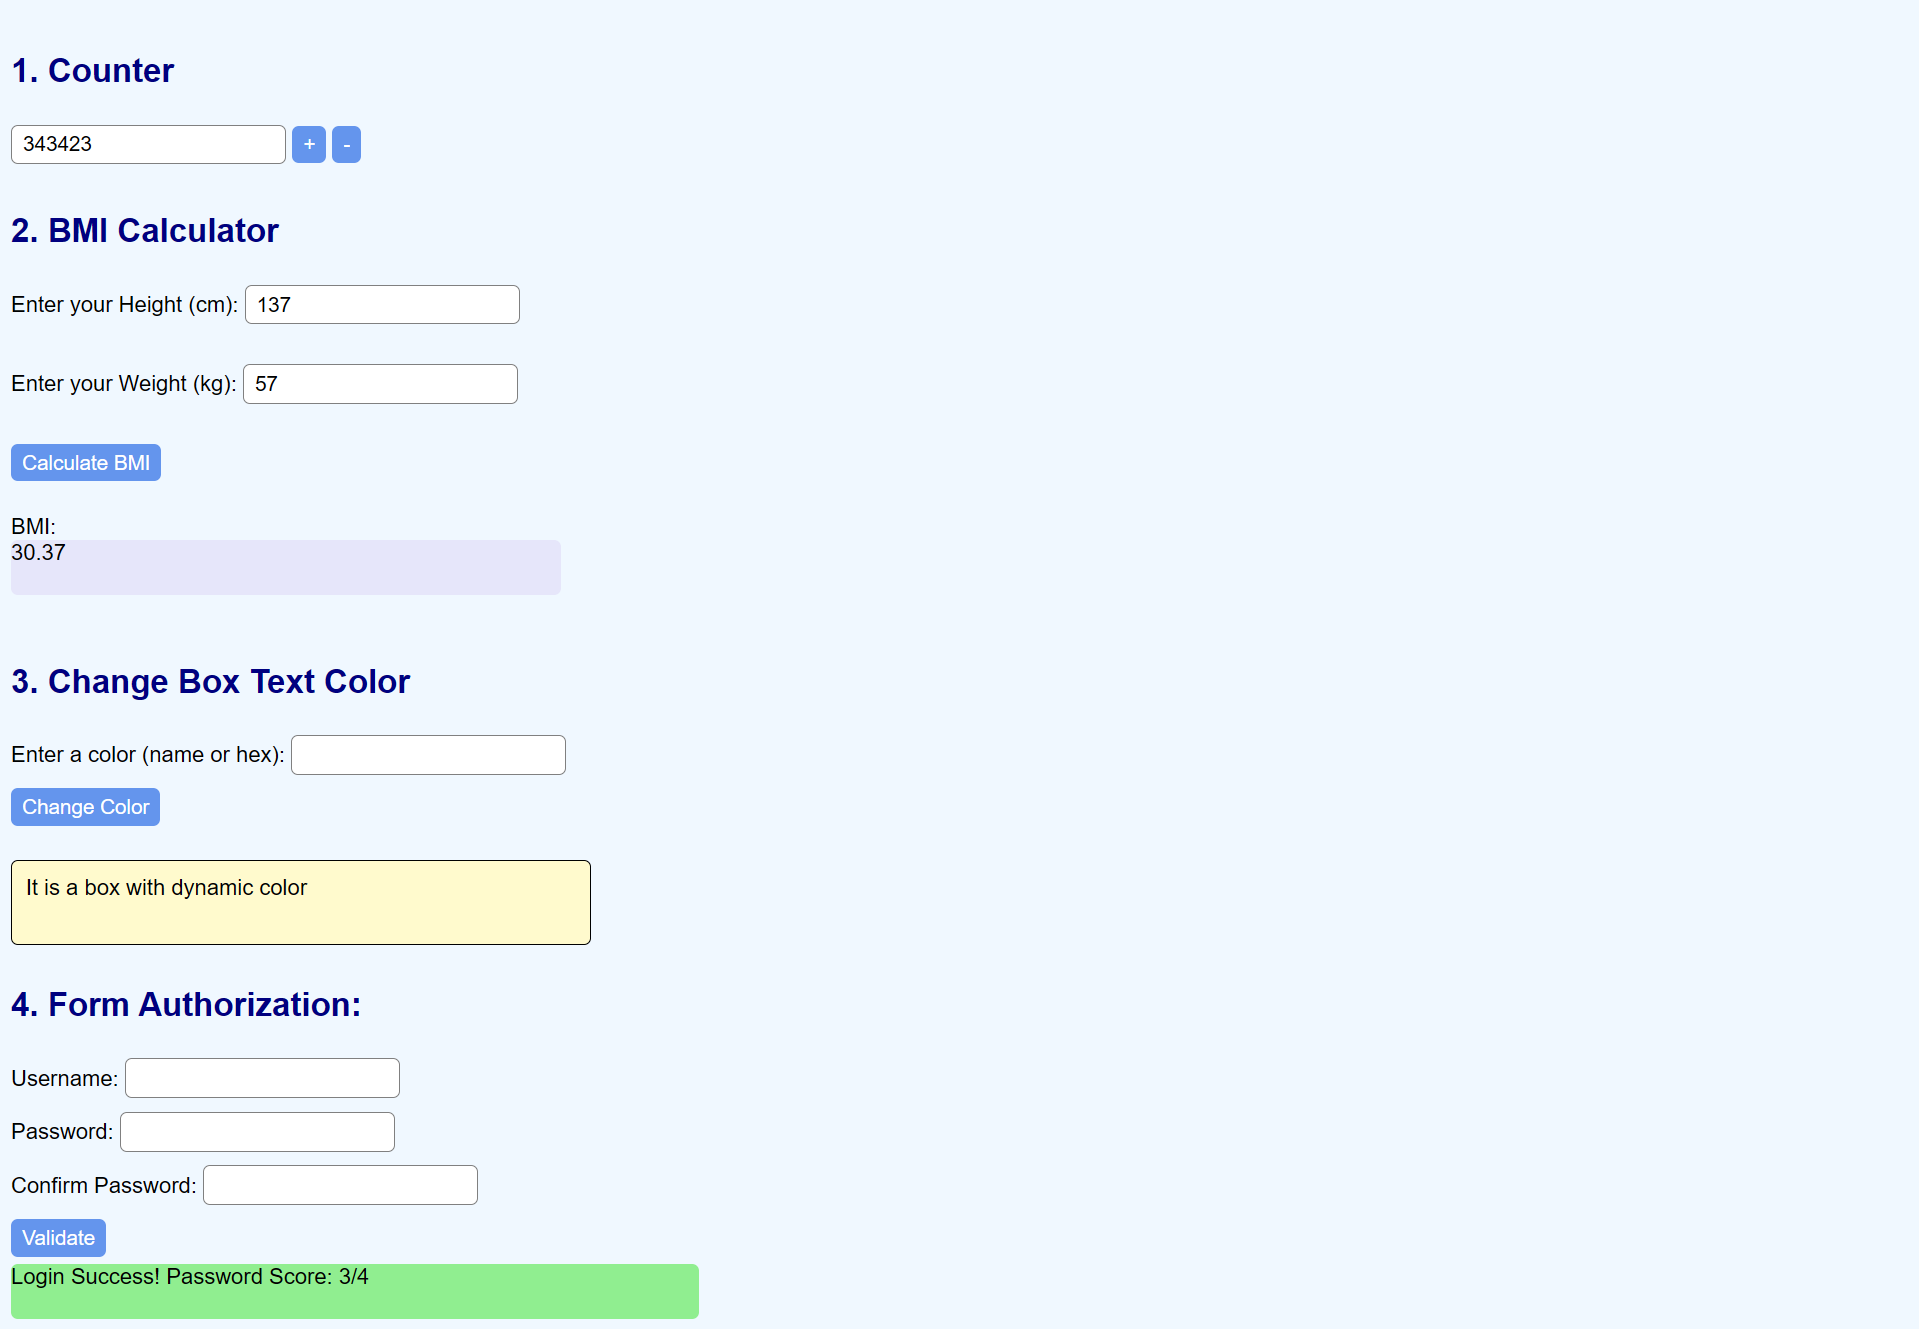 1. Counter
343423 + -
2. BMI Calculator
Enter your Height (cm): 137
Enter your Weight (kg): 57
Calculate BMI
BMI:
30.37
3. Change Box Text Color
Enter a color (name or hex):
Change Color
It is a box with dynamic color
4. Form Authorization:
Username:
Password:
Confirm Password:
Validate
Login Success! Password Score: 3/4